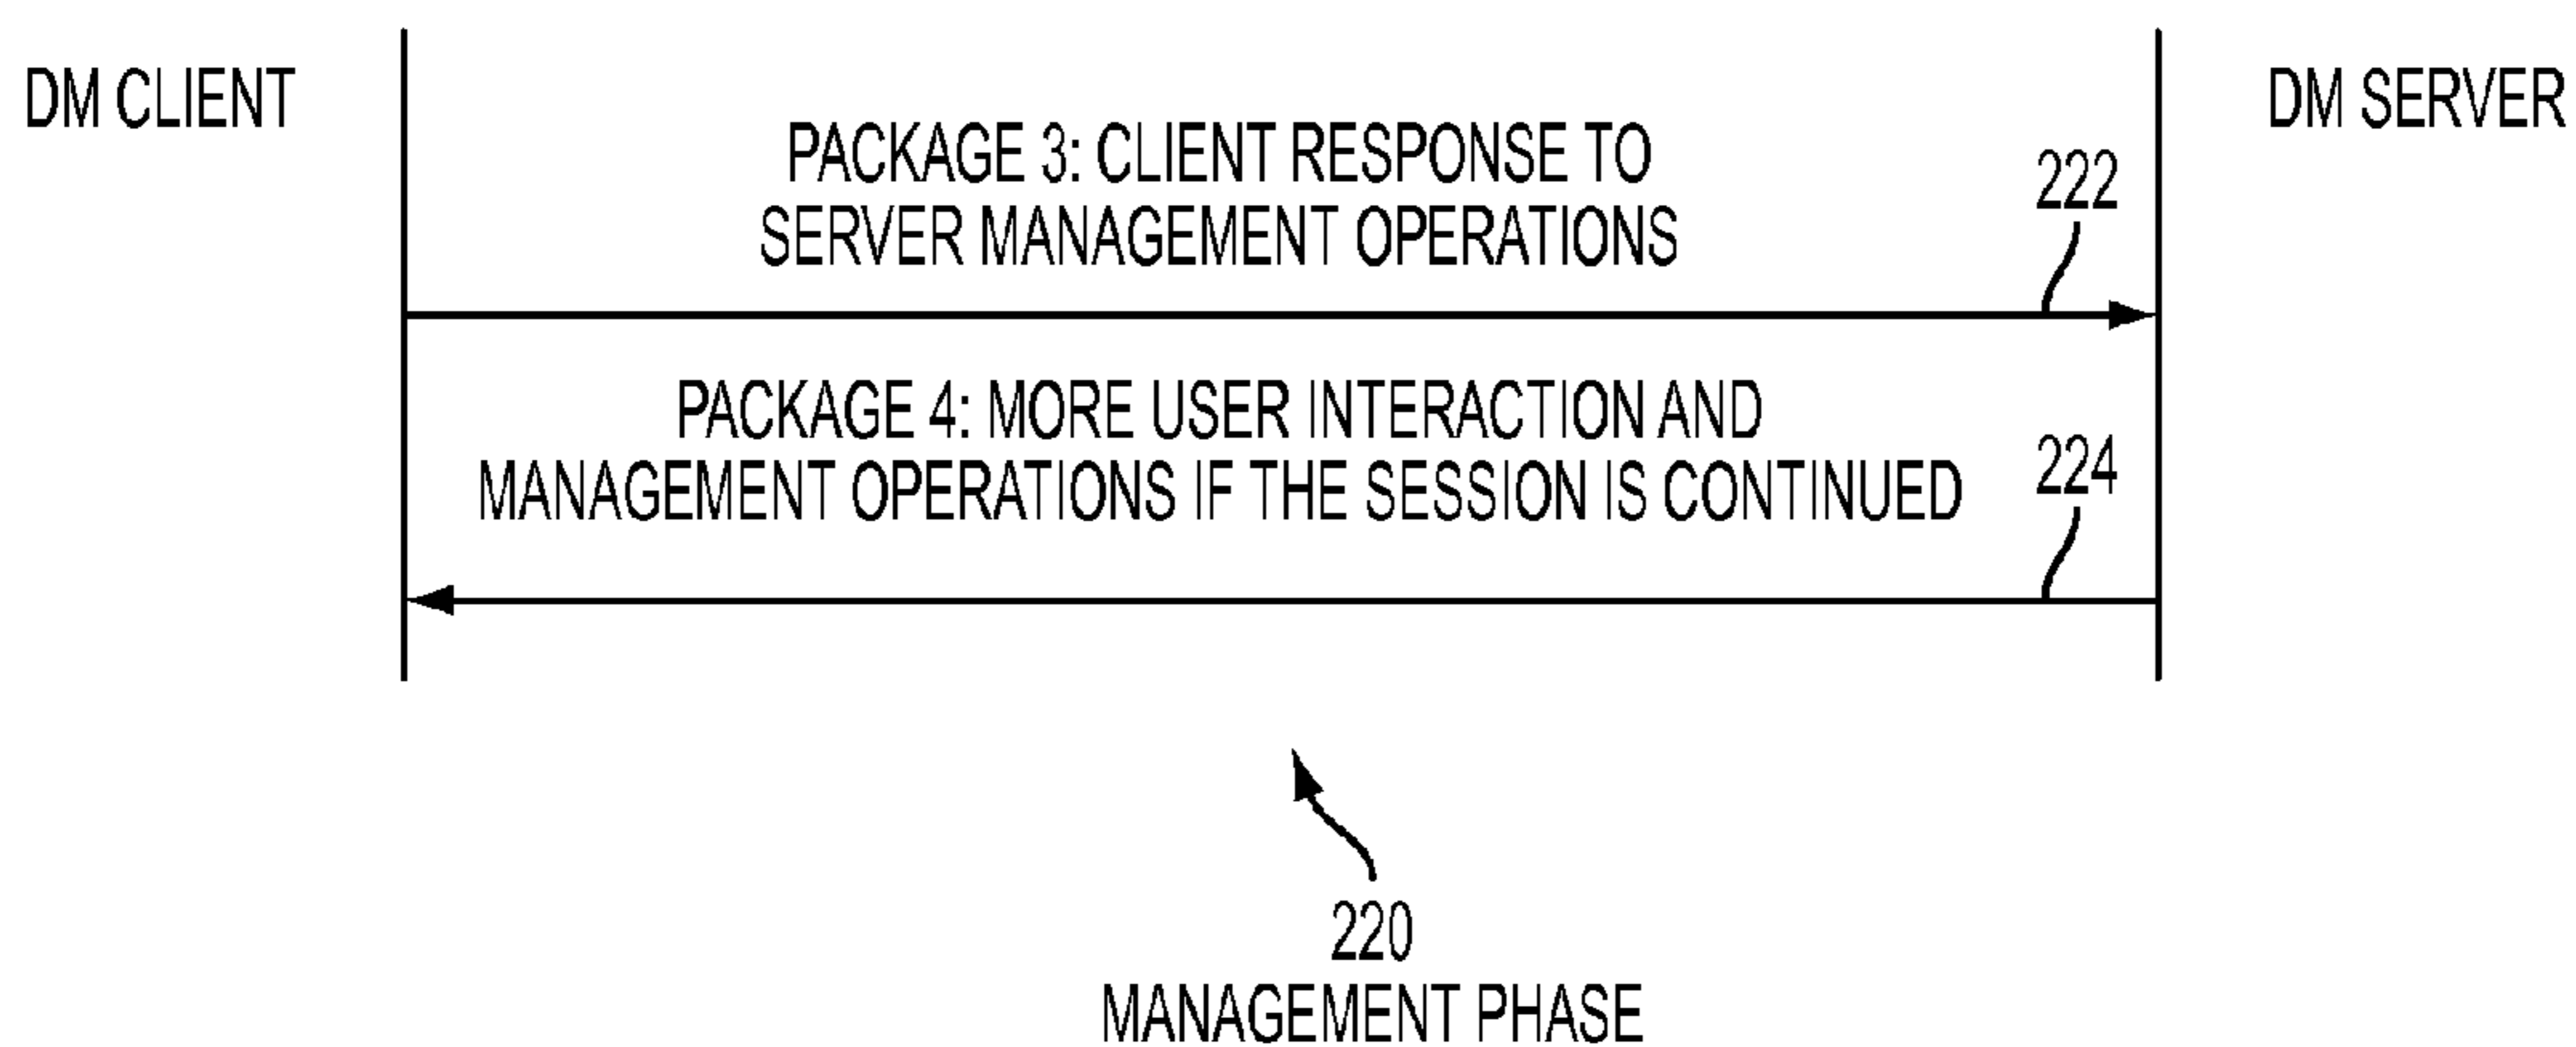 DM CLIENT
DM SERVER
PACKAGE 3: CLIENT RESPONSE TO
SERVER MANAGEMENT OPERATIONS
222
PACKAGE 4: MORE USER INTERACTION AND
MANAGEMENT OPERATIONS IF THE SESSION IS CONTINUED
224
220
MANAGEMENT PHASE